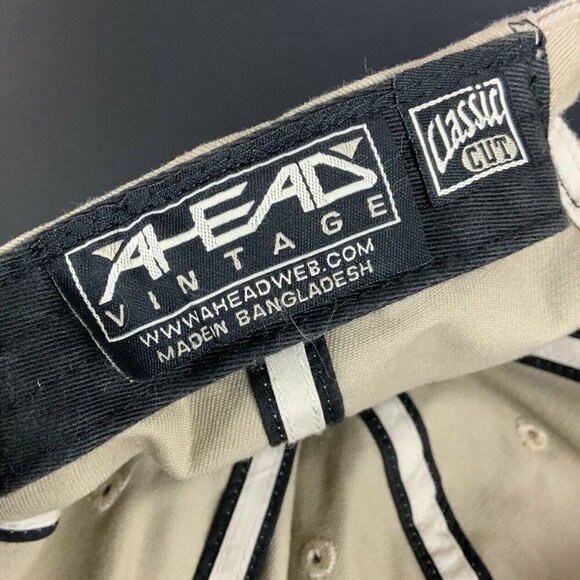 AHEAD
VINTAGE
WWW.AHEADWEB.COM
MADE IN BANGLADESH
Classic
CUT